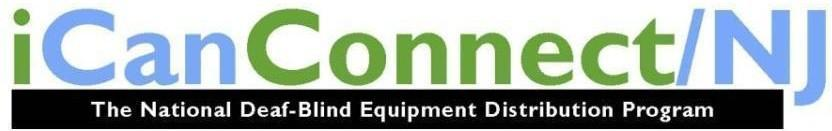 iCanConnect/NJ
The National Deaf-Blind Equipment Distribution Program